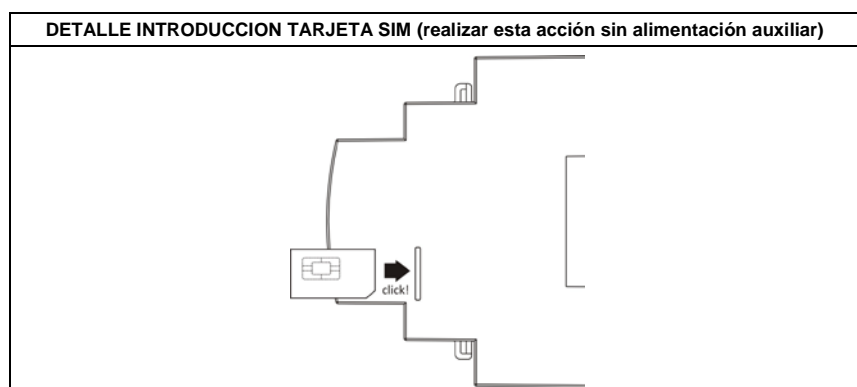 DETALLE INTRODUCCION TARJETA SIM (realizar esta acción sin alimentación auxiliar)
click!